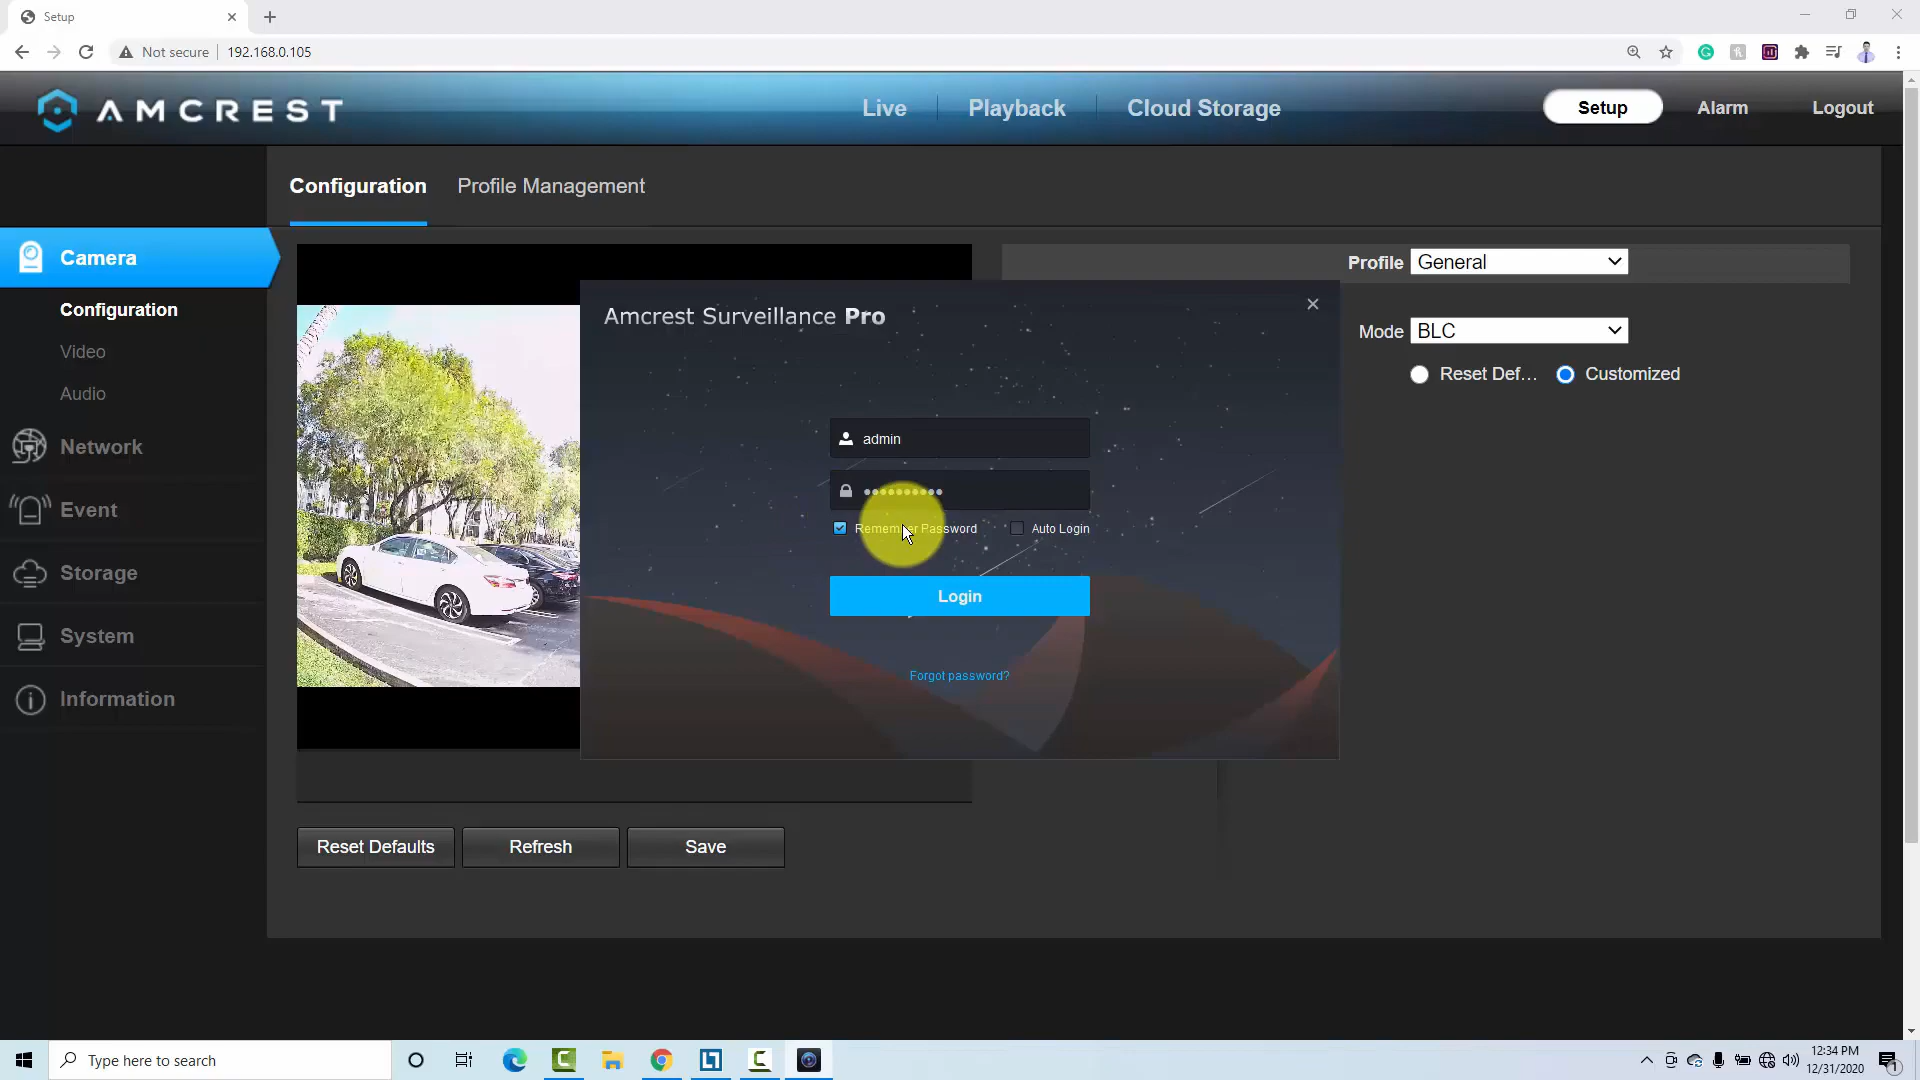 Setup
Not secure
192.168.0.105
AMCREST
Live
Playback
Cloud Storage
Setup
Alarm
Logout
Configuration
Profile Management
Camera
Configuration
Video
Audio
Network
Event
Storage
System
Information
Profile
General
Mode
BLC
Reset Def...
Customized
Amcrest Surveillance Pro
admin
Remember Password
Auto Login
Login
Forgot password?
Reset Defaults
Refresh
Save
Type here to search
12:34 PM
12/31/2020
1